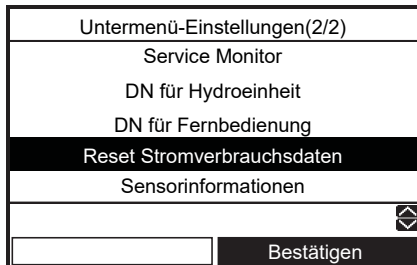 Untermenü-Einstellungen(2/2)
Service Monitor
DN für Hydroeinheit
DN für Fernbedienung
Reset Stromverbrauchsdaten
Sensorinformationen
Bestätigen